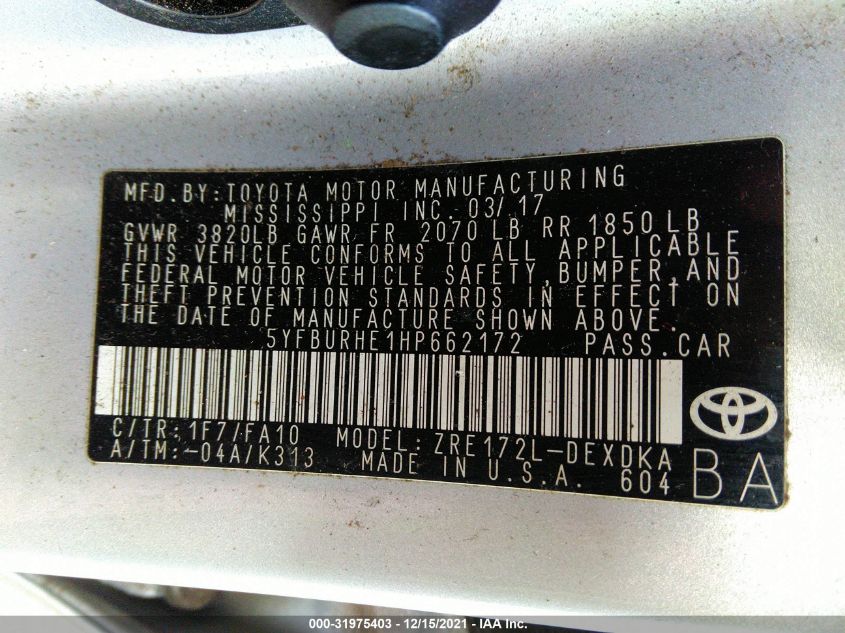 MFD.BY:TOYOTA MOTOR MANUFACTURING
MISSISSIPPI INC. 03/17
GVWR 3820LB GAWR FR 2070 LB RR 1850 LB
THIS VEHICLE CONFORMS TO ALL APPLICABLE
FEDERAL MOTOR VEHICLE SAFETY,BUMPER,AND
THEFT PREVENTION STANDARDS IN EFFECT ON
THE DATE OF MANUFACTURE SHOWN ABOVE.
5YFBURHE1HP662172 PASS.CAR
C/TR:1F7/FA10 MODEL: ZRE172L-DEXDKA
A/TM:-04A/K313 MADE IN U.S.A. 604
BA
000-31975403 - 12/15/2021 - IAA Inc.